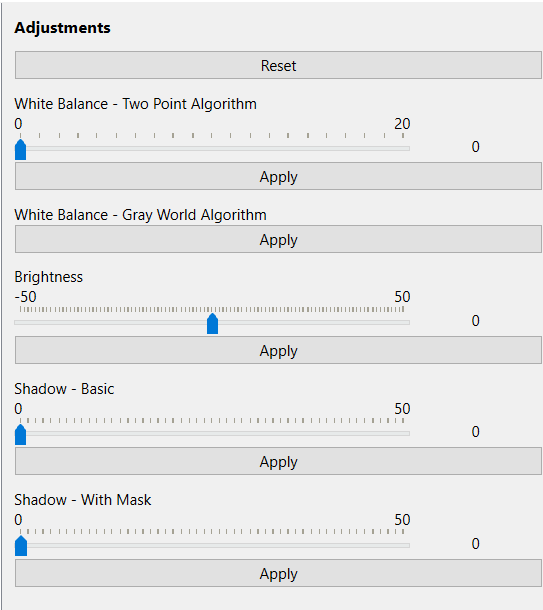 Adjustments
Reset
White Balance - Two Point Algorithm
0 20
0
Apply
White Balance - Gray World Algorithm
Apply
Brightness
-50 50
0
Apply
Shadow - Basic
0 50
0
Apply
Shadow - With Mask
0 50
0
Apply